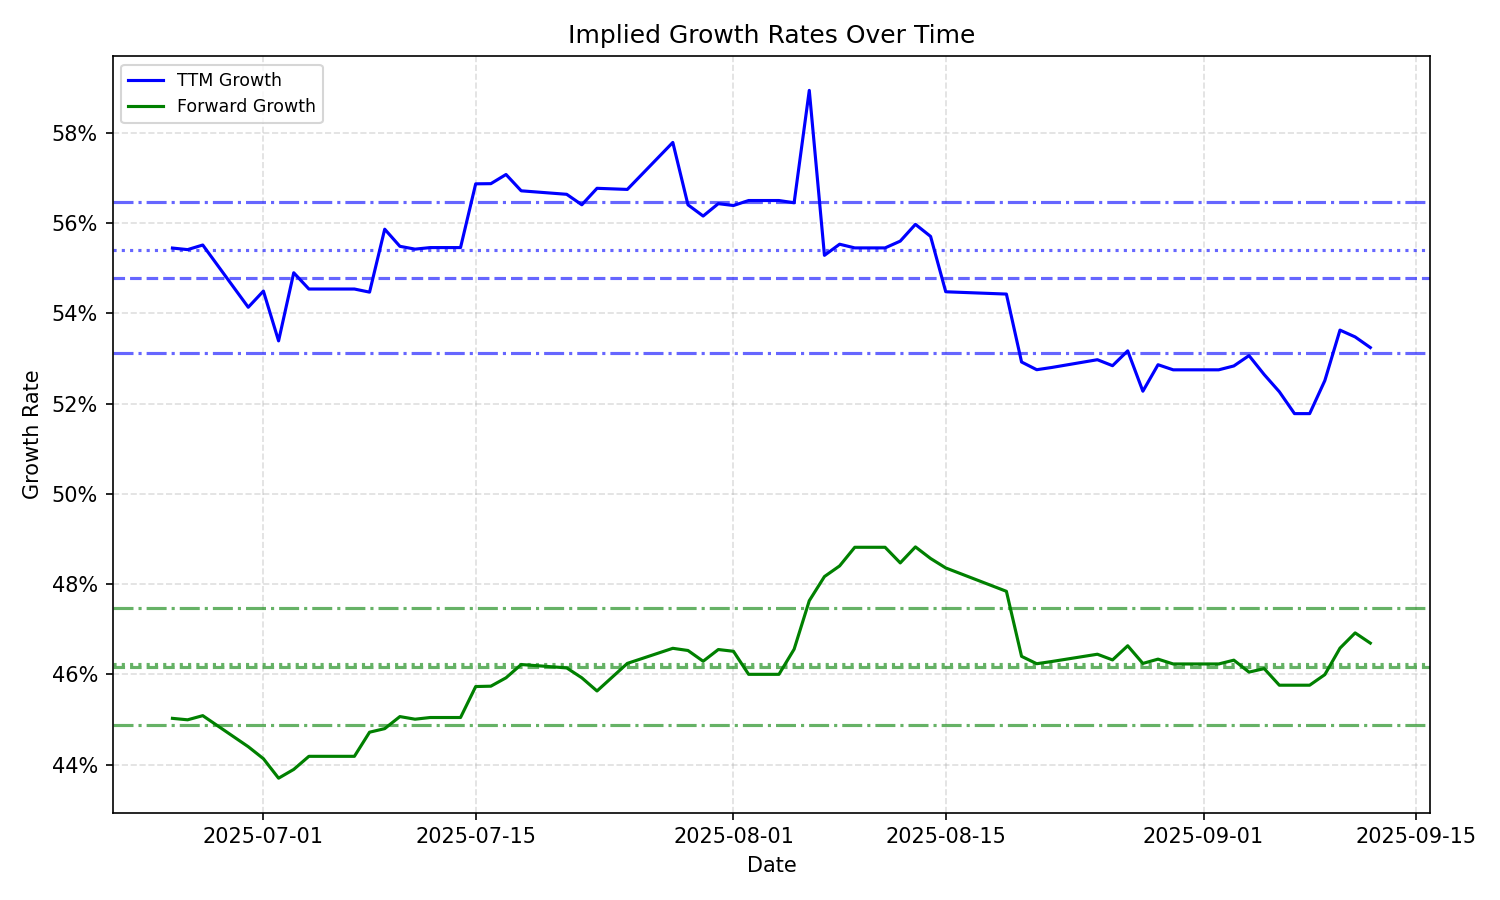 Implied Growth Rates Over Time
TTM Growth
Forward Growth
58%
56%
54%
52%
50%
48%
46%
44%
Growth Rate
2025-07-01
2025-07-15
2025-08-01
2025-08-15
2025-09-01
2025-09-15
Date